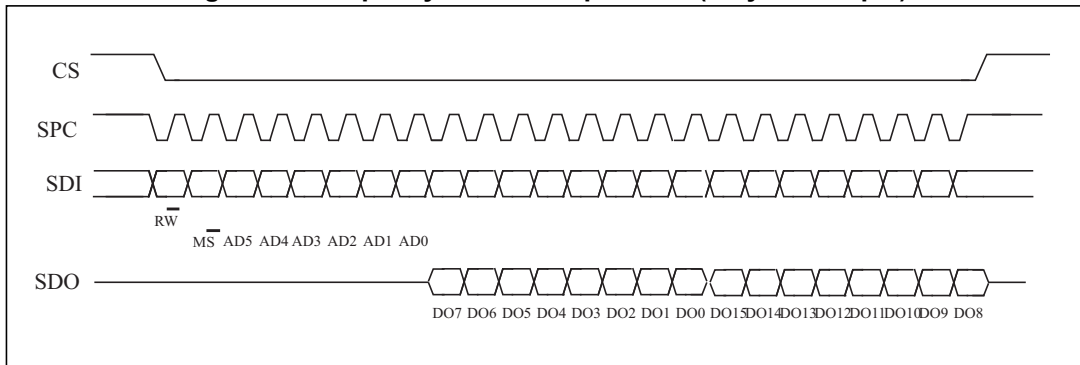 CS
SPC
SDI
RW
MS AD5 AD4 AD3 AD2 AD1 AD0
SDO
DO7 DO6 DO5 DO4 DO3 DO2 DO1 DO0 DO15 DO14 DO13 DO12 DO11 DO10 DO9 DO8